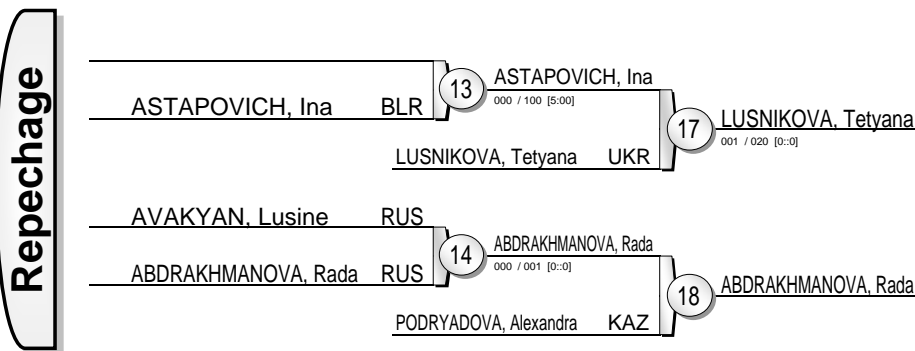 Repechage
ASTAPOVICH, Ina BLR
13
ASTAPOVICH, Ina
000 / 100 [5:00]
LUSNIKOVA, Tetyana UKR
17
LUSNIKOVA, Tetyana
001 / 020 [0::0]
AVAKYAN, Lusine RUS
ABDRAKHMANOVA, Rada RUS
14
ABDRAKHMANOVA, Rada
000 / 001 [0::0]
PODRYADOVA, Alexandra KAZ
18
ABDRAKHMANOVA, Rada